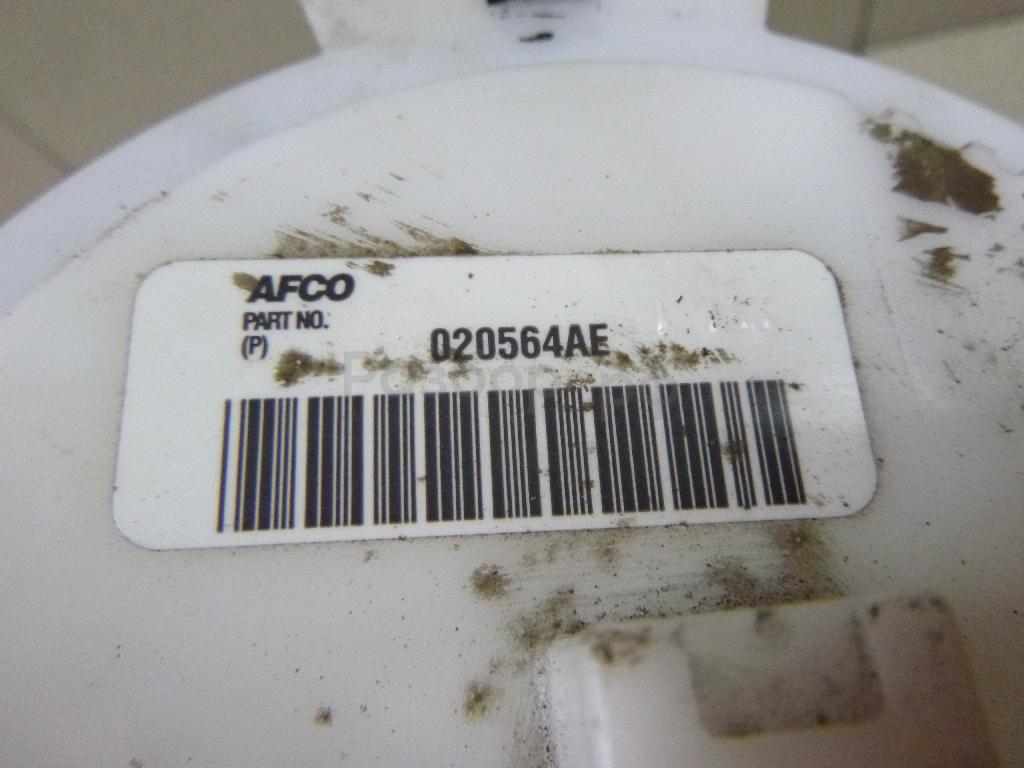 AFCO
PART NO.
(P)
020564AE